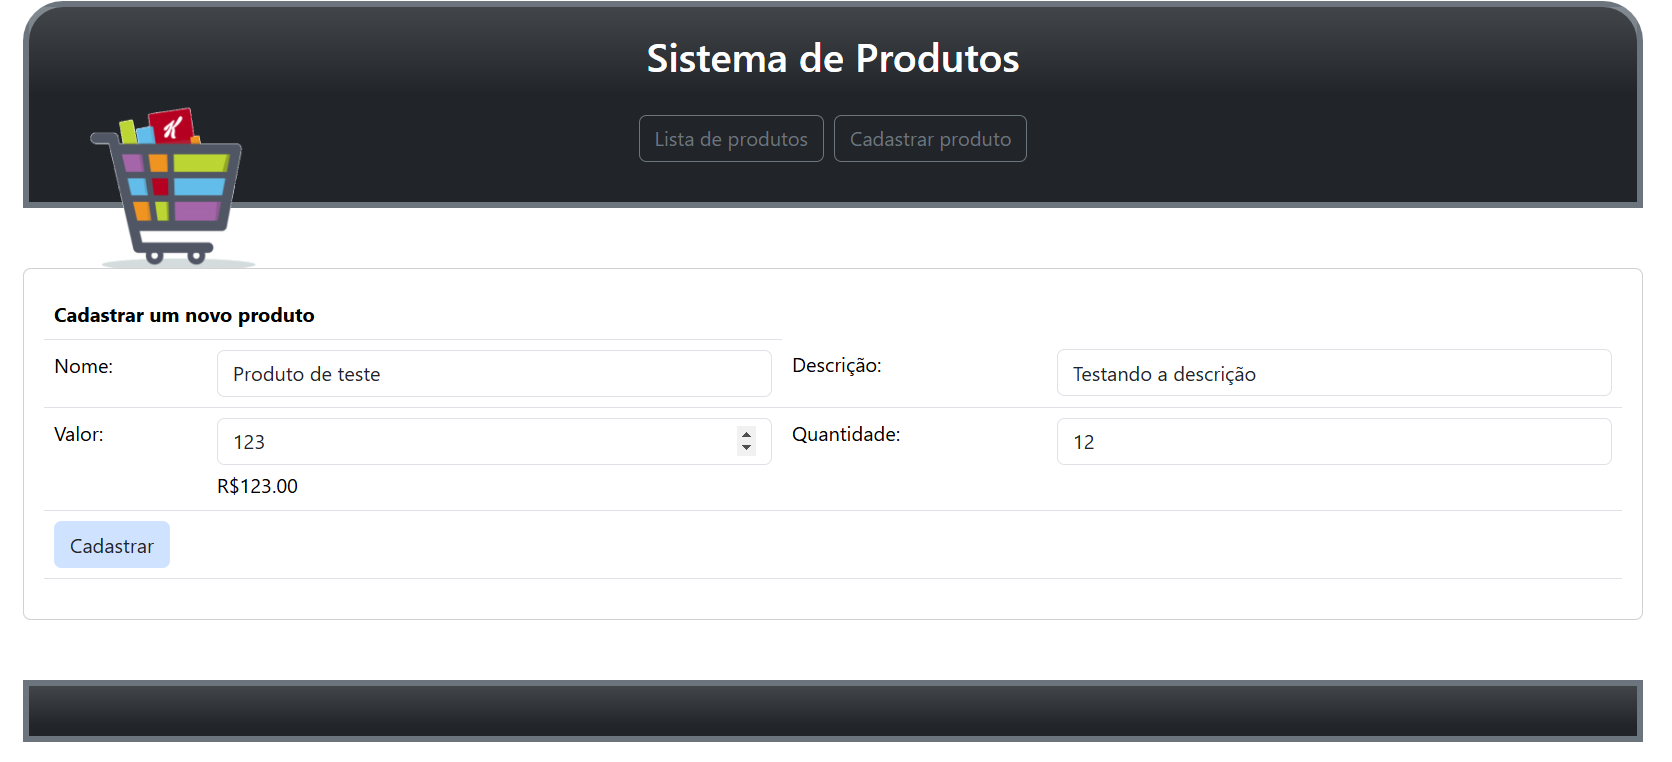 Sistema de Produtos
Lista de produtos Cadastrar produto
K
Cadastrar um novo produto
Nome: Produto de teste Descrição: Testando a descrição
Valor: 123 Quantidade: 12
R$123.00
Cadastrar